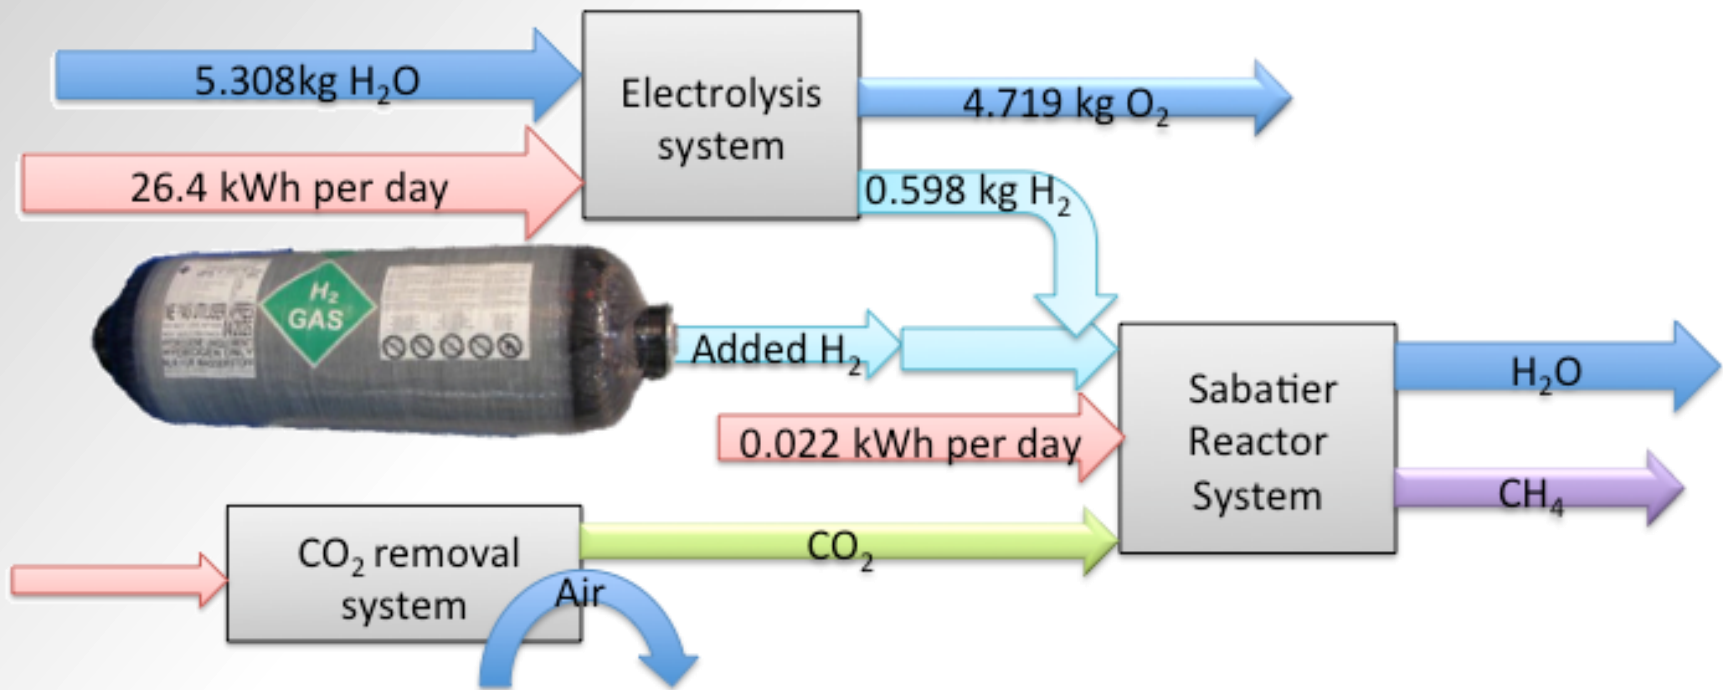 5.308kg H₂O
Electrolysis
system
4.719 kg O₂
26.4 kWh per day
0.598 kg H₂
H₂
GAS
Added H₂
Sabatier
Reactor
System
H₂O
0.022 kWh per day
CH₄
CO₂ removal
system
CO₂
Air